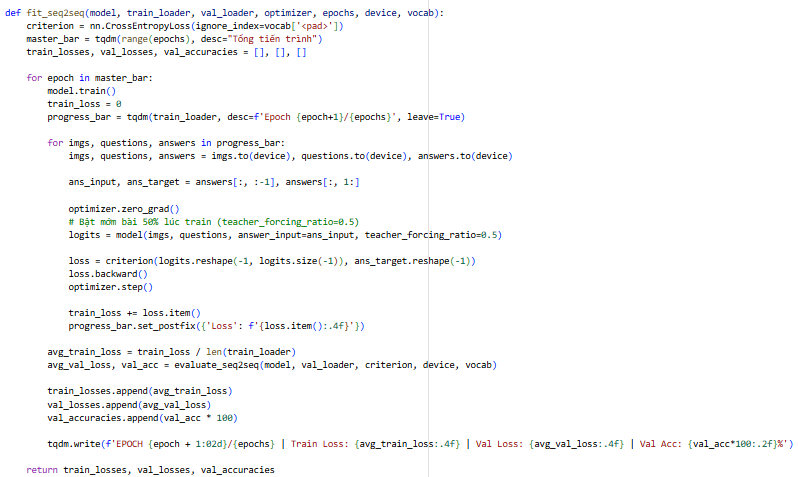 def fit_seq2seq(model, train_loader, val_loader, optimizer, epochs, device, vocab):
    criterion = nn.CrossEntropyLoss(ignore_index=vocab['<pad>'])
    master_bar = tqdm(range(epochs), desc="Tổng tiến trình")
    train_losses, val_losses, val_accuracies = [], [], []

    for epoch in master_bar:
        model.train()
        train_loss = 0
        progress_bar = tqdm(train_loader, desc=f'Epoch {epoch+1}/{epochs}', leave=True)

        for imgs, questions, answers in progress_bar:
            imgs, questions, answers = imgs.to(device), questions.to(device), answers.to(device)

            ans_input, ans_target = answers[:, :-1], answers[:, 1:]

            optimizer.zero_grad()
            # Bật mớm bài 50% lúc train (teacher_forcing_ratio=0.5)
            logits = model(imgs, questions, answer_input=ans_input, teacher_forcing_ratio=0.5)

            loss = criterion(logits.reshape(-1, logits.size(-1)), ans_target.reshape(-1))
            loss.backward()
            optimizer.step()

            train_loss += loss.item()
            progress_bar.set_postfix({'Loss': f'{loss.item():.4f}'})

        avg_train_loss = train_loss / len(train_loader)
        avg_val_loss, val_acc = evaluate_seq2seq(model, val_loader, criterion, device, vocab)

        train_losses.append(avg_train_loss)
        val_losses.append(avg_val_loss)
        val_accuracies.append(val_acc * 100)

        tqdm.write(f'EPOCH {epoch + 1:02d}/{epochs} | Train Loss: {avg_train_loss:.4f} | Val Loss: {avg_val_loss:.4f} | Val Acc: {val_acc*100:.2f}%')

    return train_losses, val_losses, val_accuracies